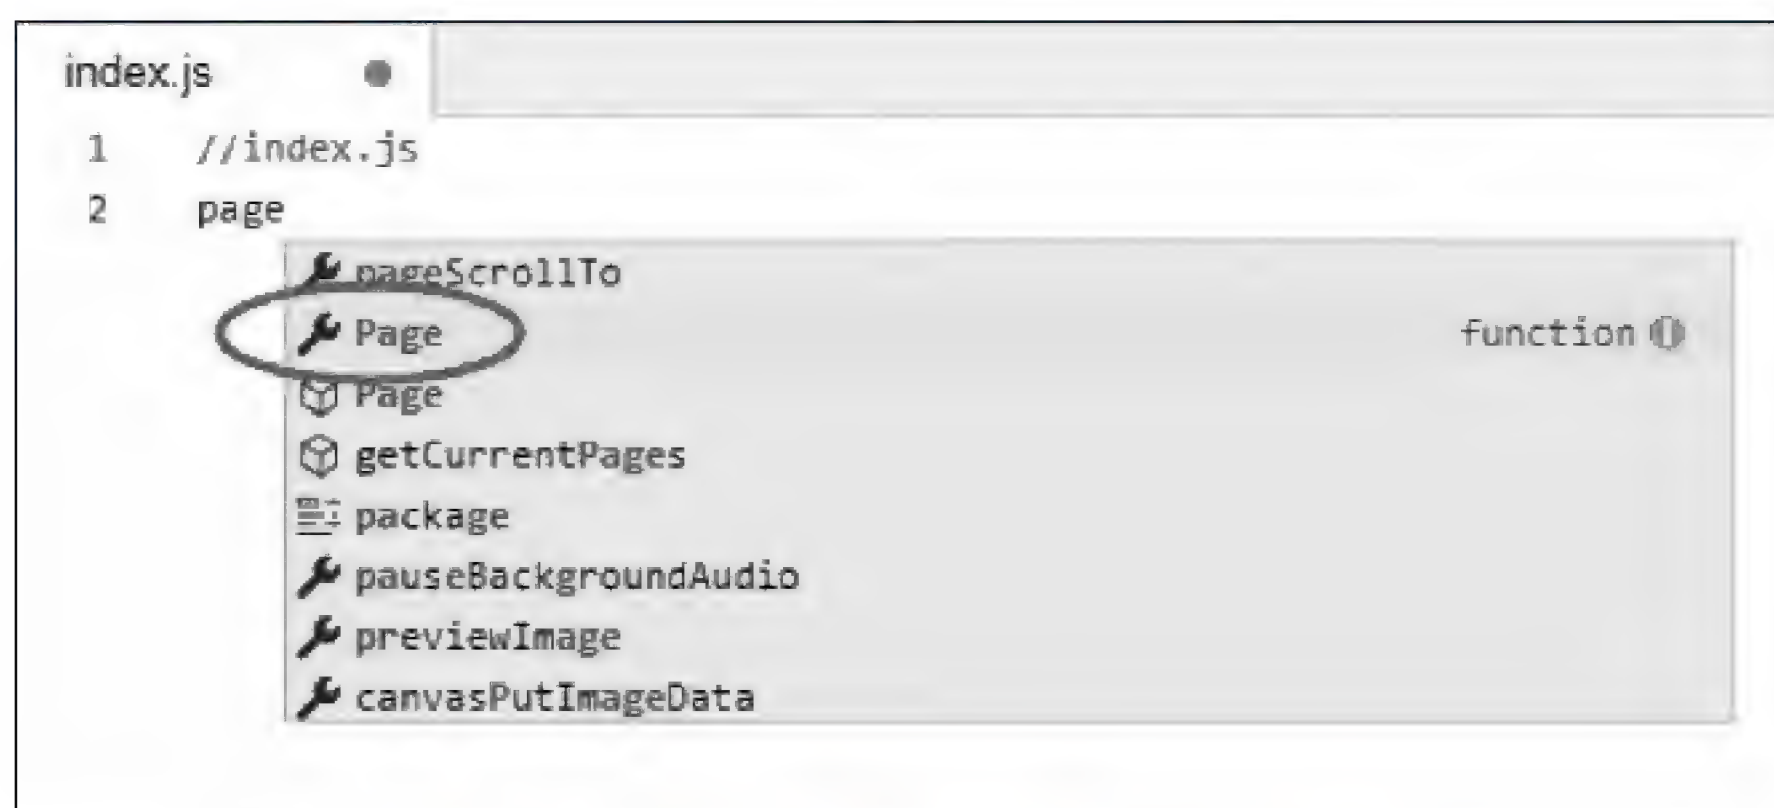 index.js
1 //index.js
2 page
pageScrollTo
Page function
Page
getCurrentPages
package
pauseBackgroundAudio
previewImage
canvasPutImageData